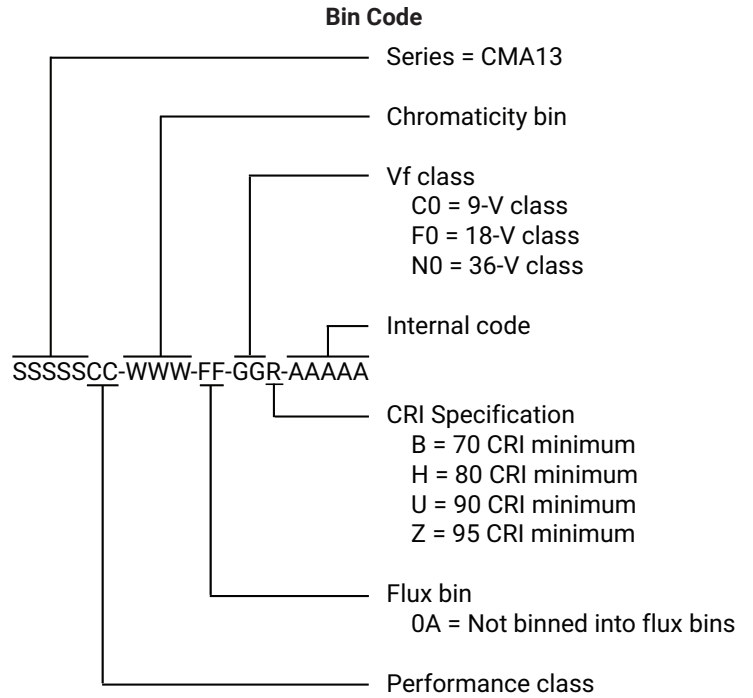 Bin Code
Series = CMA13
Chromaticity bin
Vf class
C0 = 9-V class
F0 = 18-V class
N0 = 36-V class
Internal code
SSSSSCC-WWW-FF-GGR-AAAAA
CRI Specification
B = 70 CRI minimum
H = 80 CRI minimum
U = 90 CRI minimum
Z = 95 CRI minimum
Flux bin
0A = Not binned into flux bins
Performance class